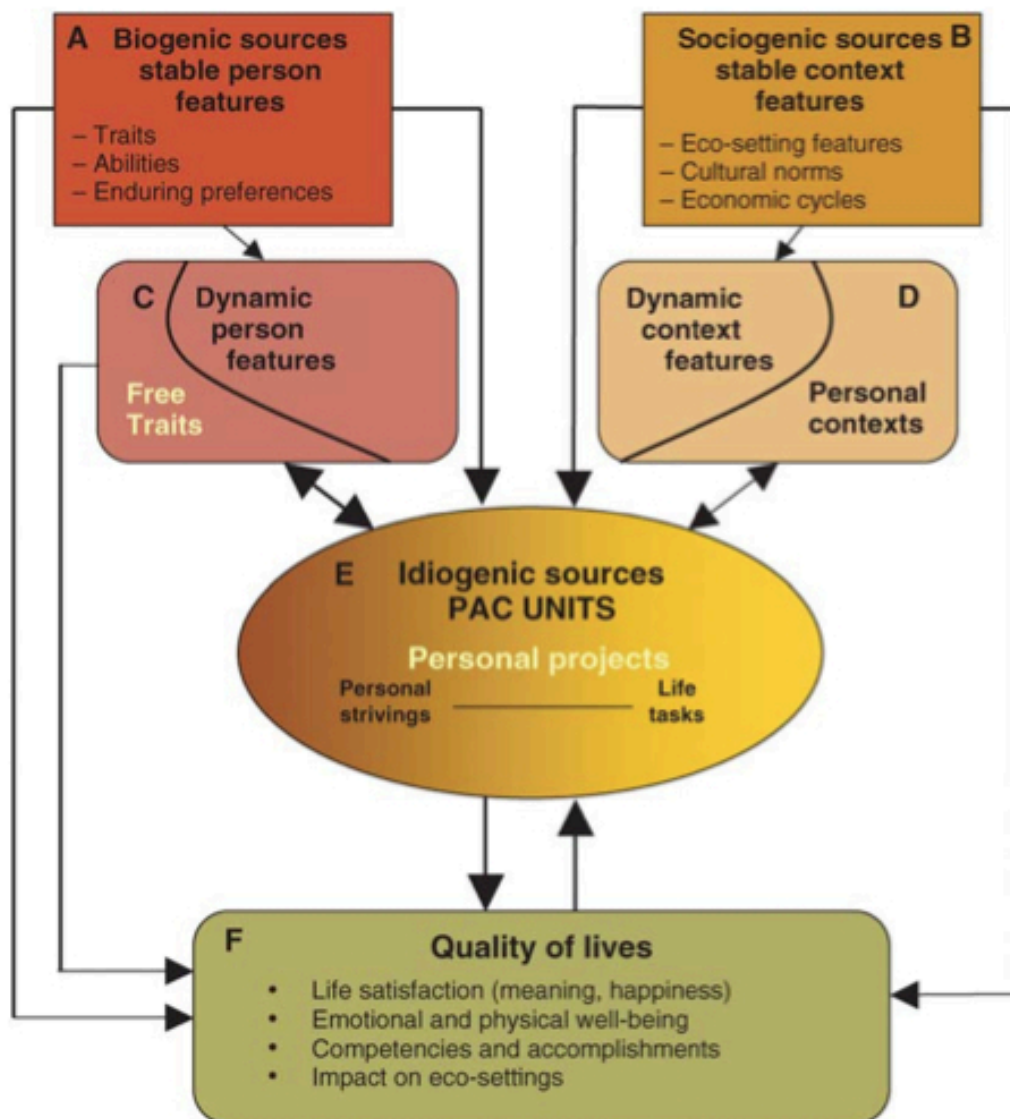 A Biogenic sources
stable person
features
– Traits
– Abilities
– Enduring preferences
Sociogenic sources B
stable context
features
– Eco-setting features
– Cultural norms
– Economic cycles
C
Dynamic
person
features
Free
Traits
Dynamic
context
features
D
Personal
contexts
E
Idiogenic sources
PAC UNITS
Personal projects
Personal
strivings
Life
tasks
F
Quality of lives
• Life satisfaction (meaning, happiness)
• Emotional and physical well-being
• Competencies and accomplishments
• Impact on eco-settings